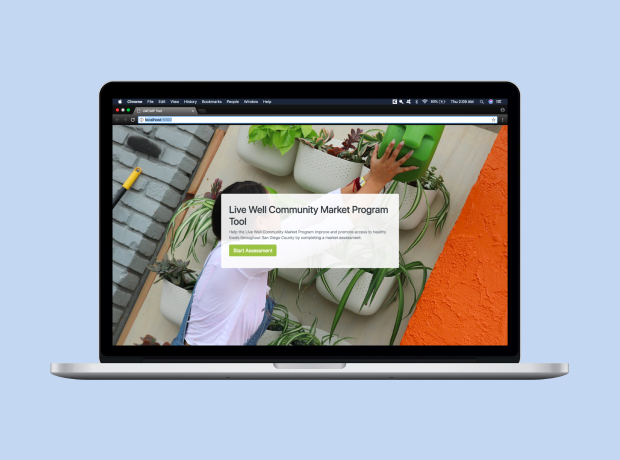 Chrome File Edit View History Bookmarks People Window Help
Thu 2:09 AM
localhost
Live Well Community Market Program
Tool
Help the Live Well Community Market Program improve and promote access to healthy
foods throughout San Diego County by completing a market assessment.
Start Assessment